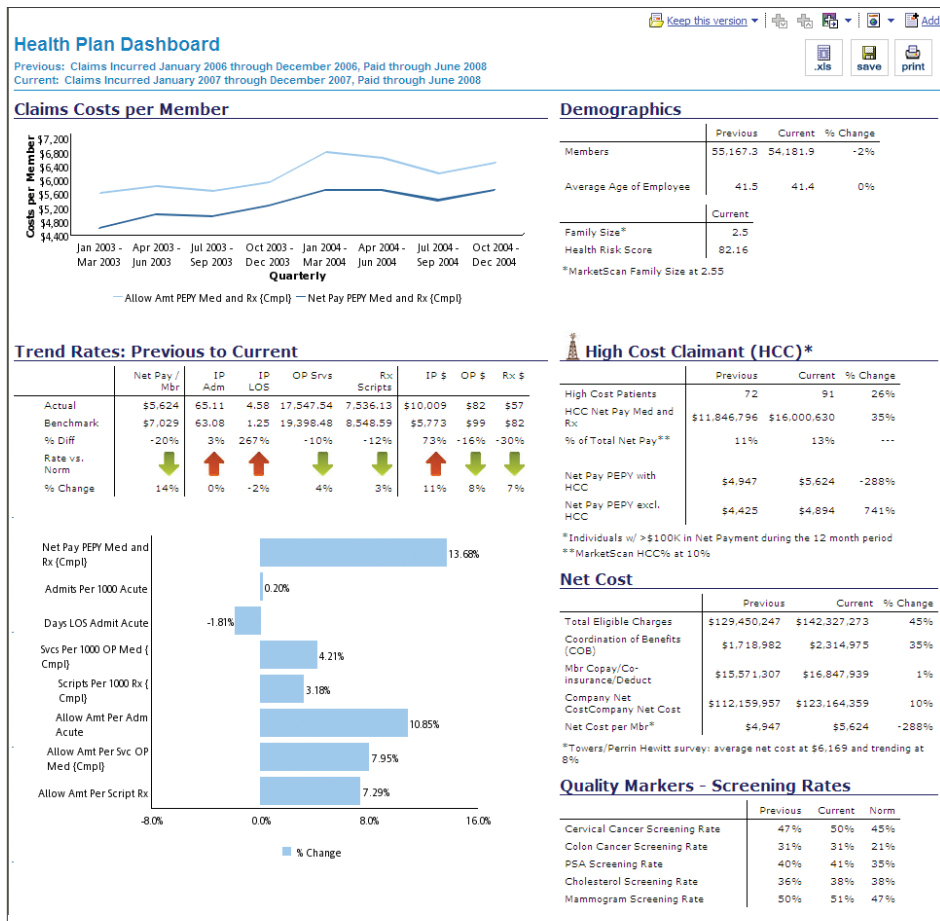 Keep this version
Add
Health Plan Dashboard
Previous: Claims Incurred January 2006 through December 2006, Paid through June 2008
Current: Claims Incurred January 2007 through December 2007, Paid through June 2008
.xls save print
Claims Costs per Member
Costs per Member
$7,200
$6,800
$6,400
$6,000
$5,600
$5,200
$4,800
$4,400
Jan 2003 - Apr 2003 - Jul 2003 - Oct 2003 - Jan 2004 - Apr 2004 - Jul 2004 - Oct 2004 -
Mar 2003 Jun 2003 Sep 2003 Dec 2003 Mar 2004 Jun 2004 Sep 2004 Dec 2004
Quarterly
Allow Amt PEPY Med and Rx {Cmpl} Net Pay PEPY Med and Rx {Cmpl}
Demographics
Previous Current % Change
Members 55,167.3 54,181.9 -2%
Average Age of Employee 41.5 41.4 0%
Current
Family Size* 2.5
Health Risk Score 82.16
*MarketScan Family Size at 2.55
Trend Rates: Previous to Current
Net Pay / IP IP OP Srvs Rx IP $ OP $ Rx $
Mbr Adm LOS Scripts
Actual $5,624 65.11 4.58 17,547.54 7,536.13 $10,009 $82 $57
Benchmark $7,029 63.08 1.25 19,398.48 8,548.59 $5,773 $99 $82
% Diff -20% 3% 267% -10% -12% 73% -16% -30%
Rate vs.
Norm
% Change 14% 0% -2% 4% 3% 11% 8% 7%
Net Pay PEPY Med and
Rx {Cmpl}
13.68%
Admits Per 1000 Acute
0.20%
Days LOS Admit Acute
-1.81%
Svcs Per 1000 OP Med {
Cmpl}
4.21%
Scripts Per 1000 Rx {
Cmpl}
3.18%
Allow Amt Per Adm
Acute
10.85%
Allow Amt Per Svc OP
Med {Cmpl}
7.95%
Allow Amt Per Script Rx
7.29%
-8.0% 0.0% 8.0% 16.0%
% Change
High Cost Claimant (HCC)*
Previous Current % Change
High Cost Patients 72 91 26%
HCC Net Pay Med and
Rx $11,846,796 $16,000,630 35%
% of Total Net Pay** 11% 13% ---
Net Pay PEPY with
HCC $4,947 $5,624 -288%
Net Pay PEPY excl.
HCC $4,425 $4,894 741%
*Individuals w/ >$100K in Net Payment during the 12 month period
**MarketScan HCC% at 10%
Net Cost
Previous Current % Change
Total Eligible Charges $129,450,247 $142,327,273 45%
Coordination of Benefits
(COB) $1,718,982 $2,314,975 35%
Mbr Copay/Co-
insurance/Deduct $15,571,307 $16,847,939 1%
Company Net
CostCompany Net Cost $112,159,957 $123,164,359 10%
Net Cost per Mbr* $4,947 $5,624 -288%
*Towers/Perrin Hewitt survey: average net cost at $6,169 and trending at
8%
Quality Markers - Screening Rates
Previous Current Norm
Cervical Cancer Screening Rate 47% 50% 45%
Colon Cancer Screening Rate 31% 31% 21%
PSA Screening Rate 40% 41% 35%
Cholesterol Screening Rate 36% 38% 38%
Mammogram Screening Rate 50% 51% 47%